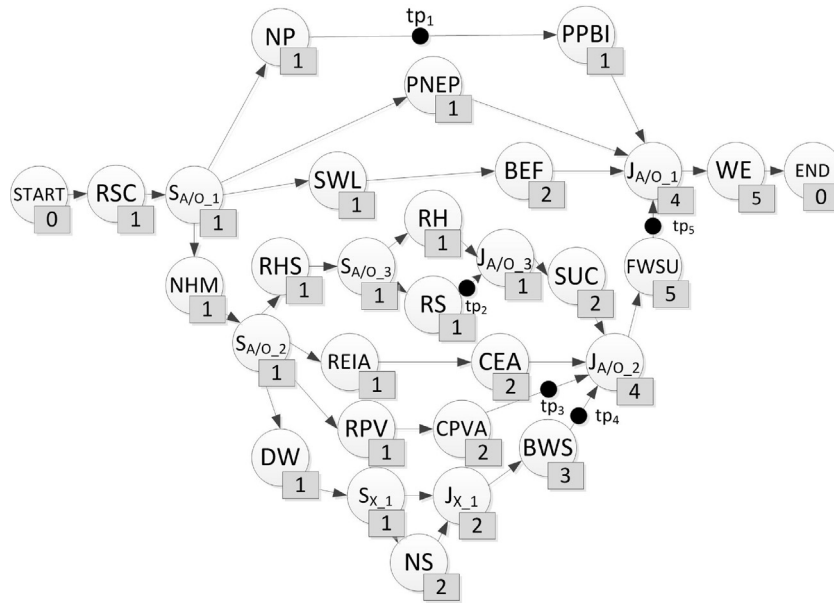 tp1
NP
1
PPBI
1
PNEP
1
START
0
RSC
1
SA/O_1
1
SWL
1
BEF
2
JA/O_1
4
WE
5
END
0
tp5
NHM
1
RHS
1
SA/O_3
1
RH
1
RS
1
tp2
JA/O_3
1
SUC
2
FWSU
5
SA/O_2
1
REIA
1
CEA
2
JA/O_2
4
tp3
tp4
RPV
1
CPVA
2
DW
1
BWS
3
SX_1
1
JX_1
2
NS
2